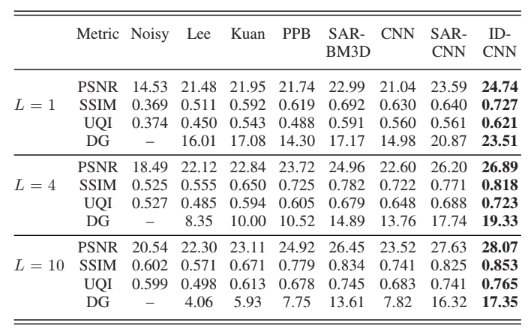 Metric Noisy Lee Kuan PPB SAR-BM3D CNN SAR-CNN ID-CNN
PSNR 14.53 21.48 21.95 21.74 22.99 21.04 23.59 24.74
L = 1 SSIM 0.369 0.511 0.592 0.619 0.692 0.630 0.640 0.727
UQI 0.374 0.450 0.543 0.488 0.591 0.560 0.561 0.621
DG – 16.01 17.08 14.30 17.17 14.98 20.87 23.51
PSNR 18.49 22.12 22.84 23.72 24.96 22.60 26.20 26.89
L = 4 SSIM 0.525 0.555 0.650 0.725 0.782 0.722 0.771 0.818
UQI 0.527 0.485 0.594 0.605 0.679 0.648 0.688 0.723
DG – 8.35 10.00 10.52 14.89 13.76 17.74 19.33
PSNR 20.54 22.30 23.11 24.92 26.45 23.52 27.63 28.07
L = 10 SSIM 0.602 0.571 0.671 0.779 0.834 0.741 0.825 0.853
UQI 0.599 0.498 0.613 0.678 0.745 0.683 0.741 0.765
DG – 4.06 5.93 7.75 13.61 7.82 16.32 17.35